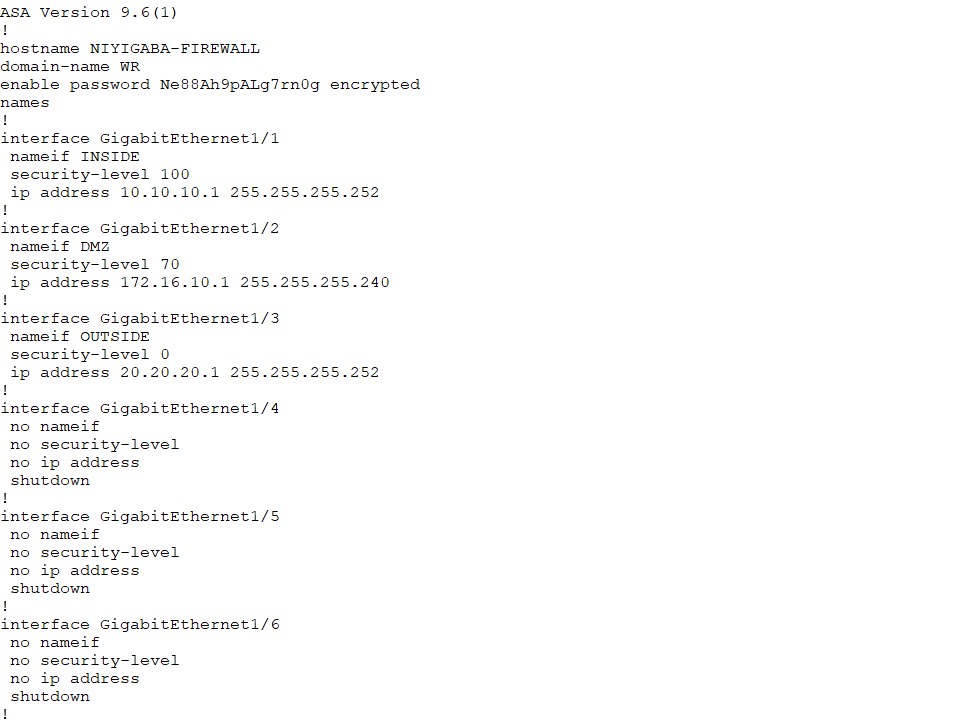 ASA Version 9.6(1)
!
hostname NIYIGABA-FIREWALL
domain-name WR
enable password Ne88Ah9pALg7rn0g encrypted
names
!
interface GigabitEthernet1/1
 nameif INSIDE
 security-level 100
 ip address 10.10.10.1 255.255.255.252
!
interface GigabitEthernet1/2
 nameif DMZ
 security-level 70
 ip address 172.16.10.1 255.255.255.240
!
interface GigabitEthernet1/3
 nameif OUTSIDE
 security-level 0
 ip address 20.20.20.1 255.255.255.252
!
interface GigabitEthernet1/4
 no nameif
 no security-level
 no ip address
 shutdown
!
interface GigabitEthernet1/5
 no nameif
 no security-level
 no ip address
 shutdown
!
interface GigabitEthernet1/6
 no nameif
 no security-level
 no ip address
 shutdown
!